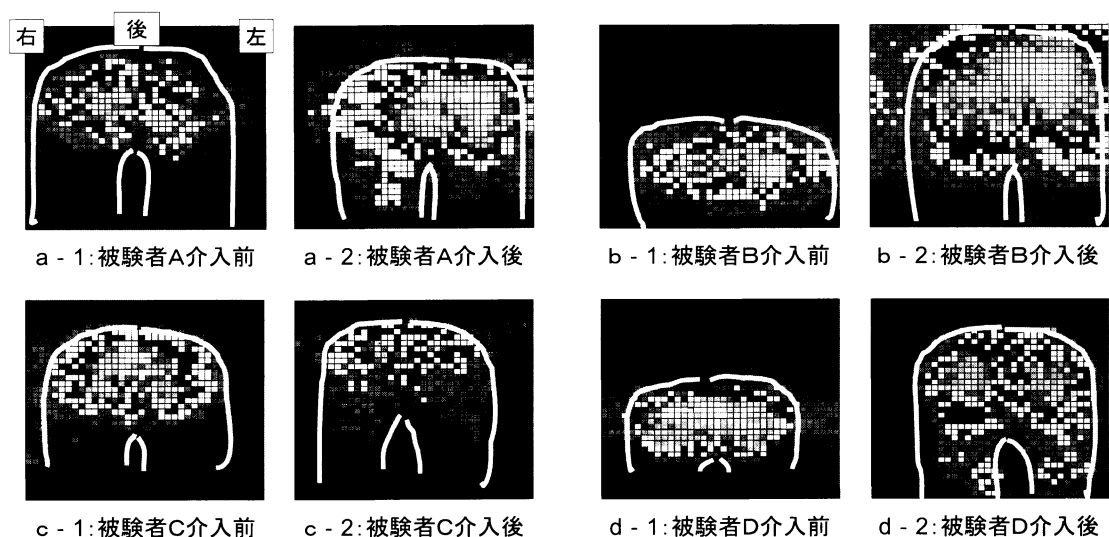 右 後 左
a - 1:被験者A介入前
a - 2:被験者A介入後
b - 1:被験者B介入前
b - 2:被験者B介入後
c - 1:被験者C介入前
c - 2:被験者C介入後
d - 1:被験者D介入前
d - 2:被験者D介入後